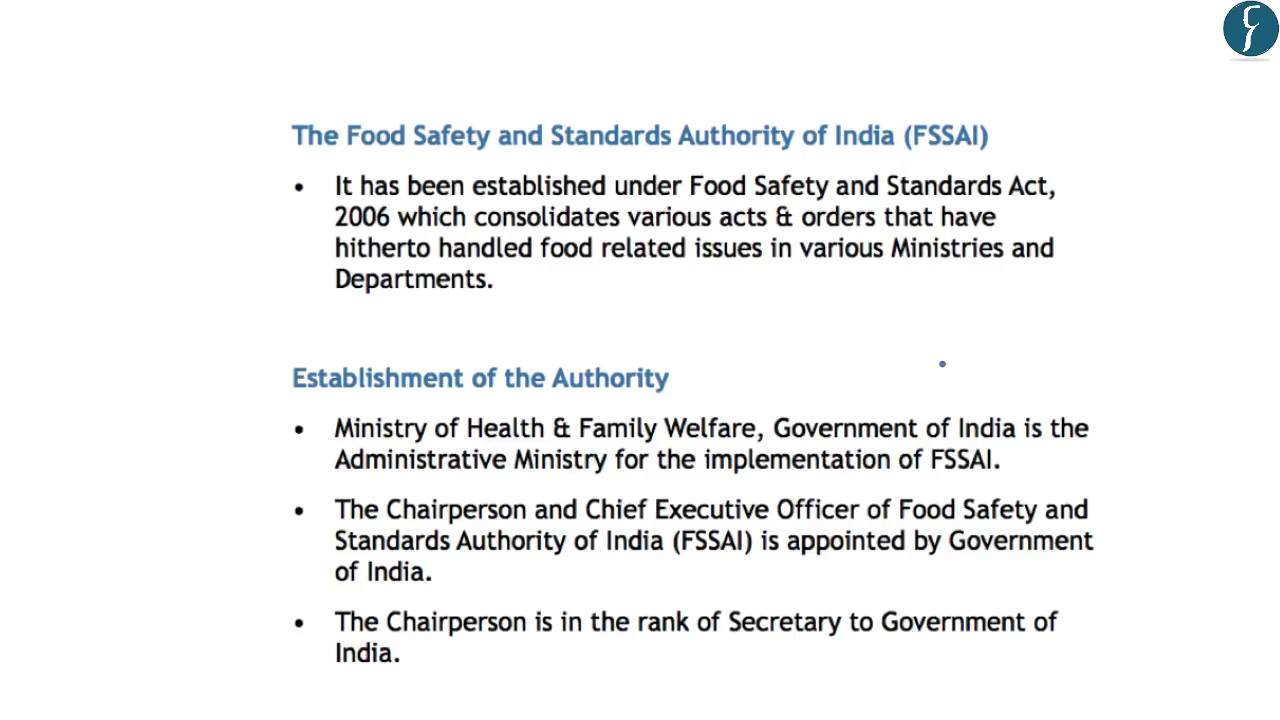 The Food Safety and Standards Authority of India (FSSAI)
• It has been established under Food Safety and Standards Act,
2006 which consolidates various acts & orders that have
hitherto handled food related issues in various Ministries and
Departments.
Establishment of the Authority
• Ministry of Health & Family Welfare, Government of India is the
Administrative Ministry for the implementation of FSSAI.
• The Chairperson and Chief Executive Officer of Food Safety and
Standards Authority of India (FSSAI) is appointed by Government
of India.
• The Chairperson is in the rank of Secretary to Government of
India.